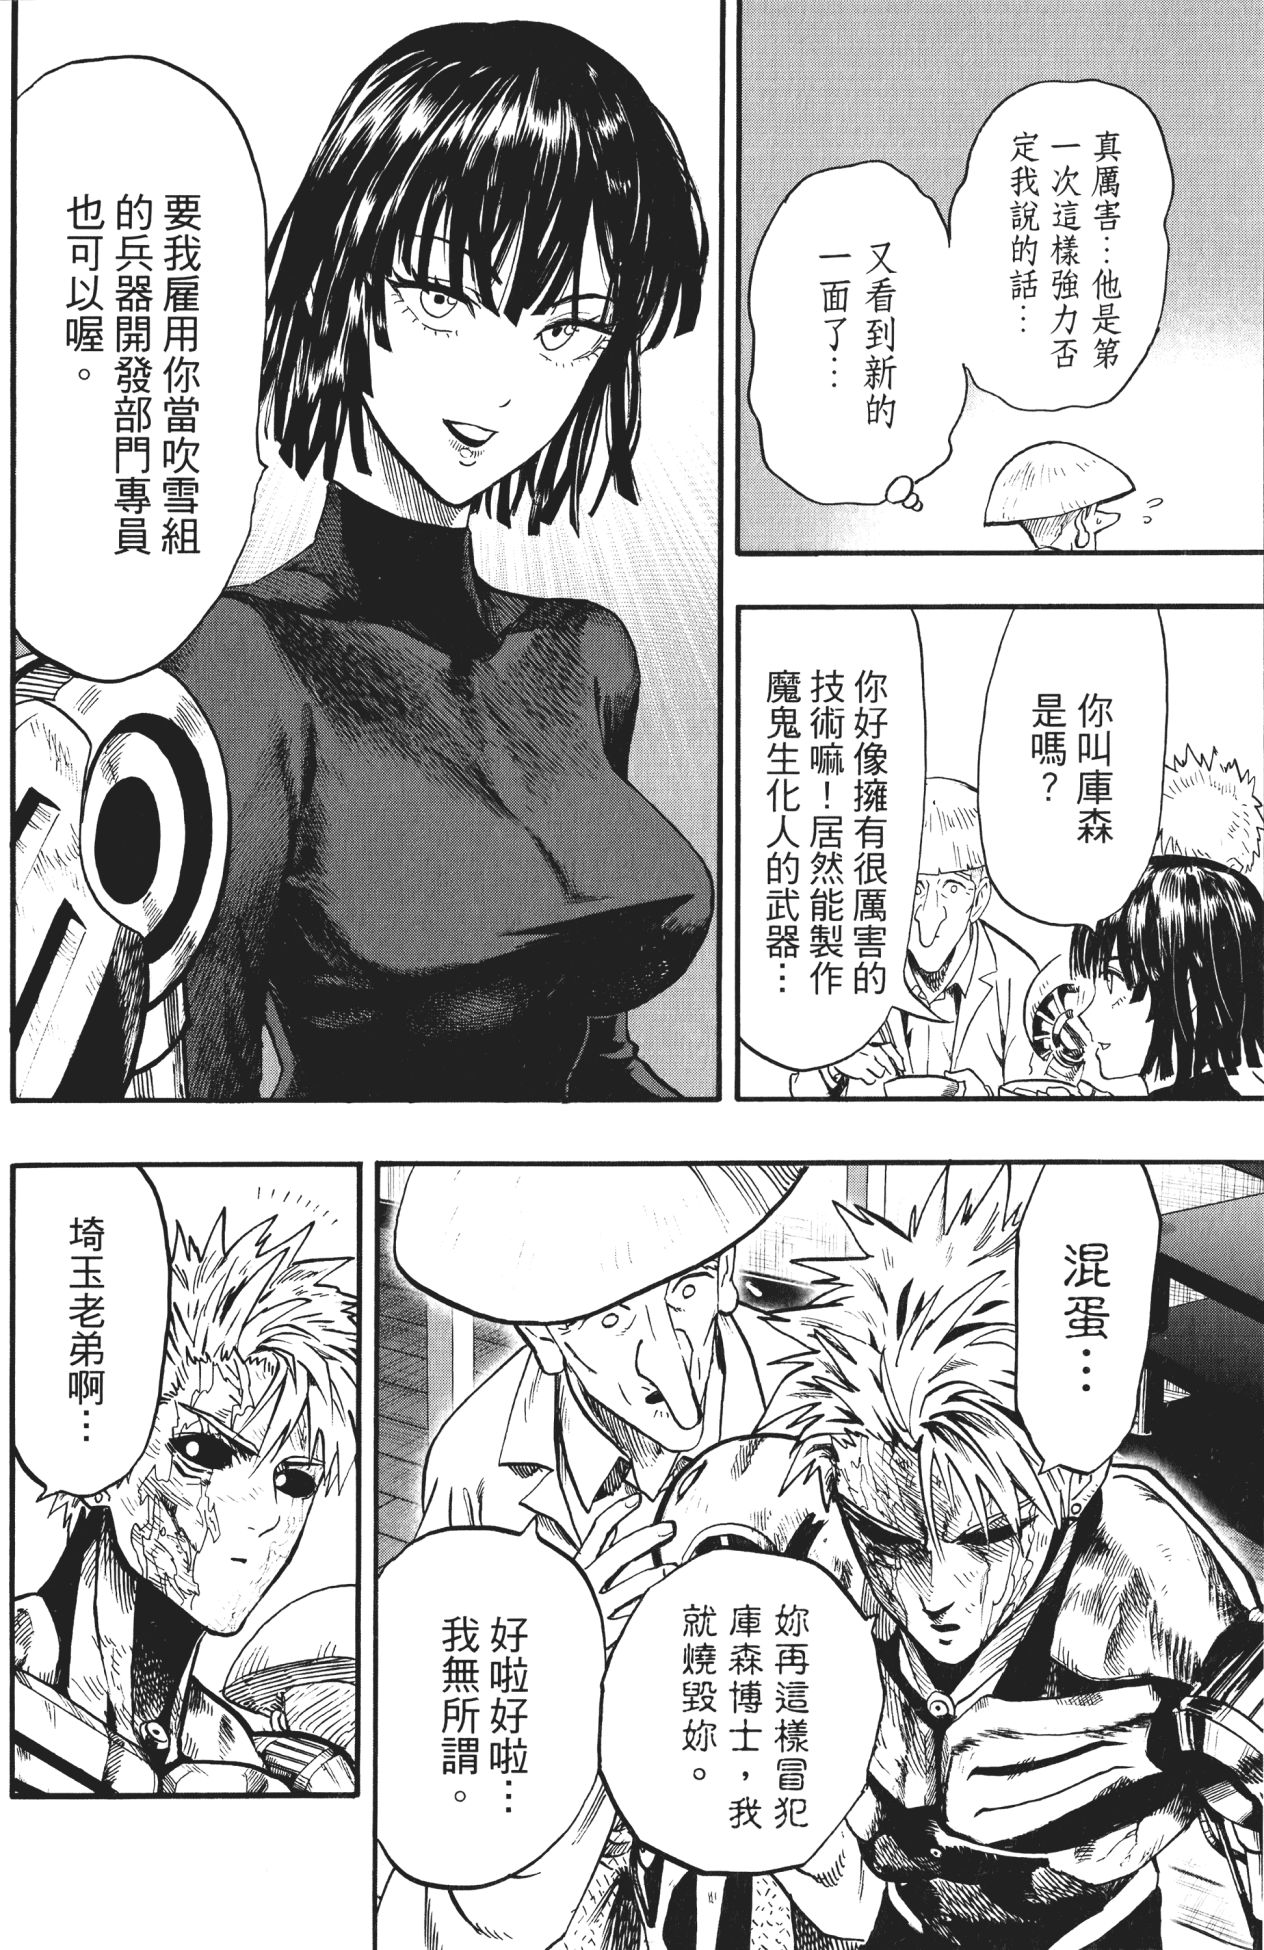 真厲害…他是第
一次這樣強力否
定我說的話…
又看到新的
一面了…
你叫庫森
是嗎？
你好像擁有很厲害的
技術嘛！居然能製作
魔鬼生化人的武器…
要我雇用你當吹雪組
的兵器開發部門專員
也可以喔。
混蛋…
妳再這樣冒犯
庫森博士，我
就燒毀妳。
好啦好啦…
我無所謂。
埼玉老弟啊…